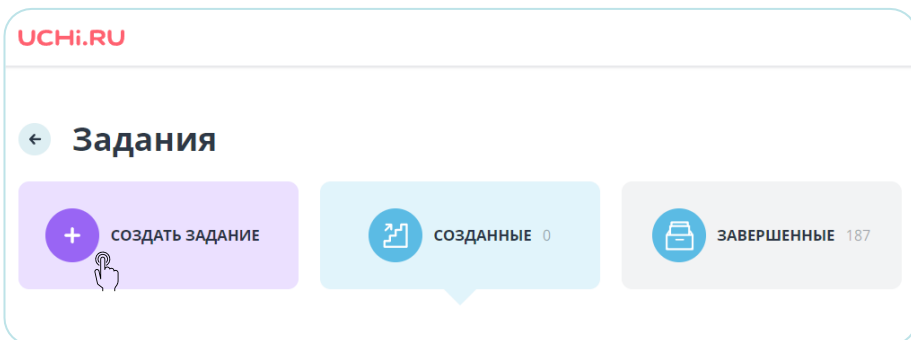 UCHi.RU
Задания
СОЗДАТЬ ЗАДАНИЕ
СОЗДАННЫЕ 0
ЗАВЕРШЕННЫЕ 187